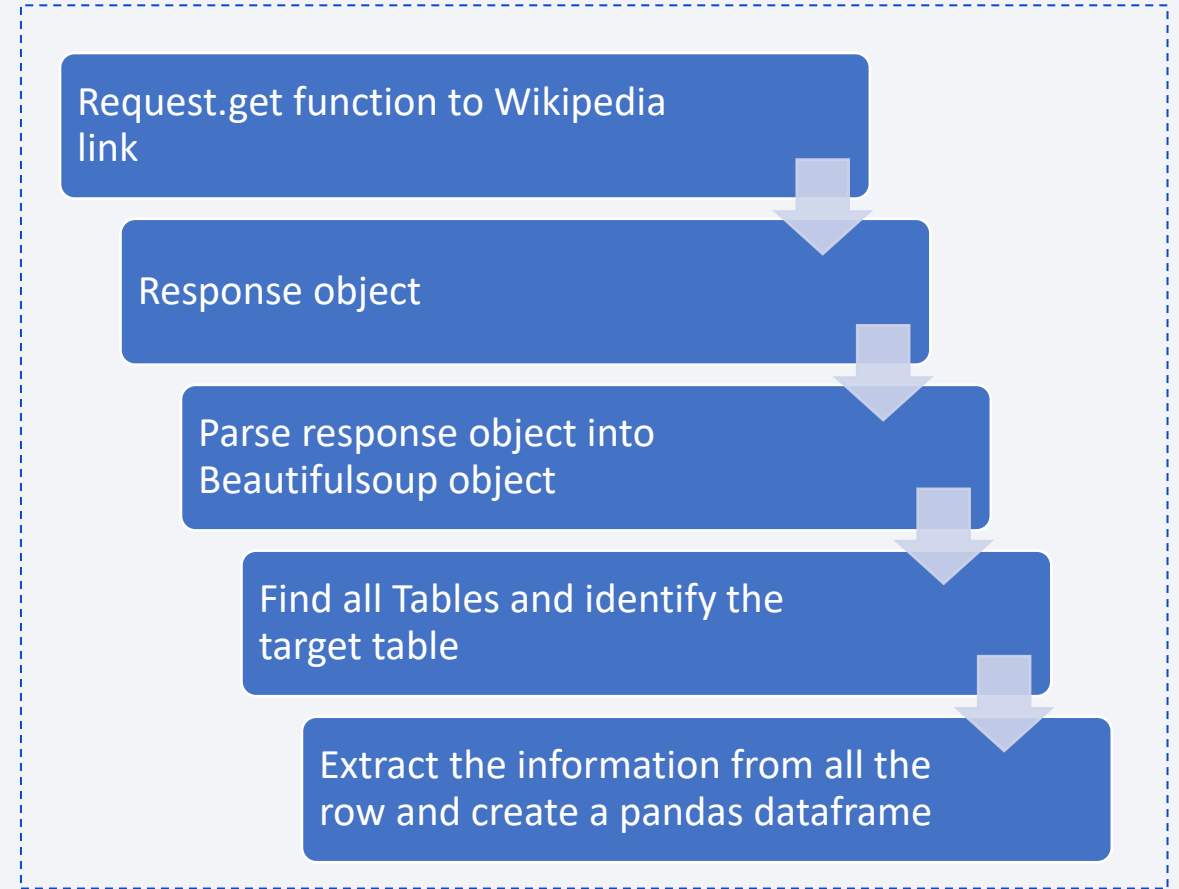 Request.get function to Wikipedia
link
Response object
Parse response object into
Beautifulsoup object
Find all Tables and identify the
target table
Extract the information from all the
row and create a pandas dataframe